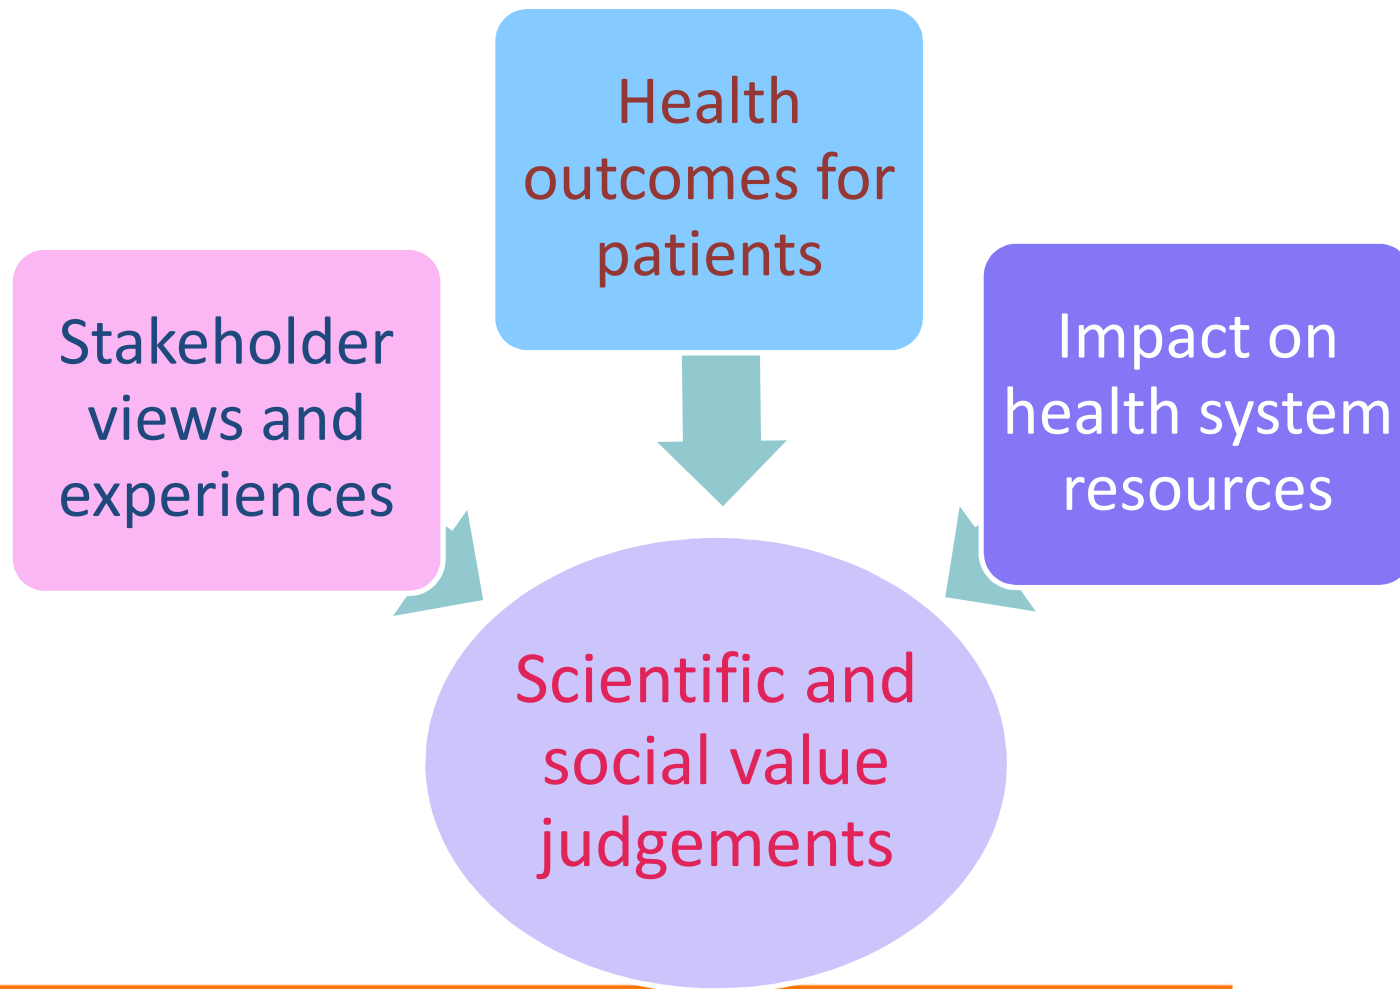 Health
outcomes for
patients
Stakeholder
views and
experiences
Impact on
health system
resources
Scientific and
social value
judgements